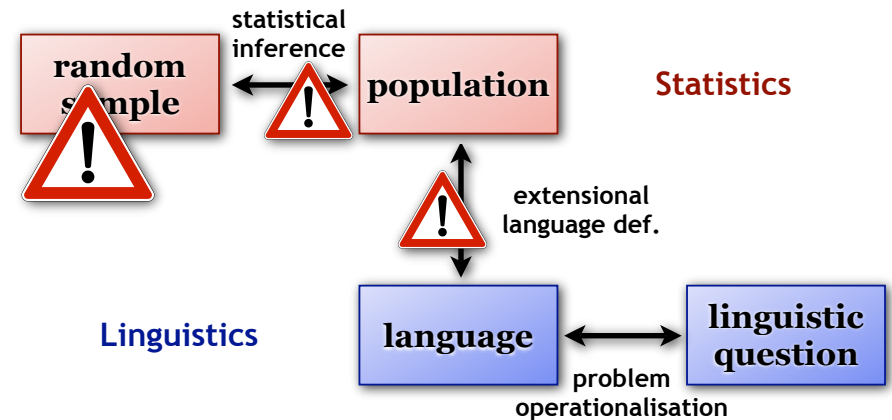 statistical
inference
random
sample
population
Statistics
extensional
language def.
Linguistics
language
linguistic
question
problem
operationalisation